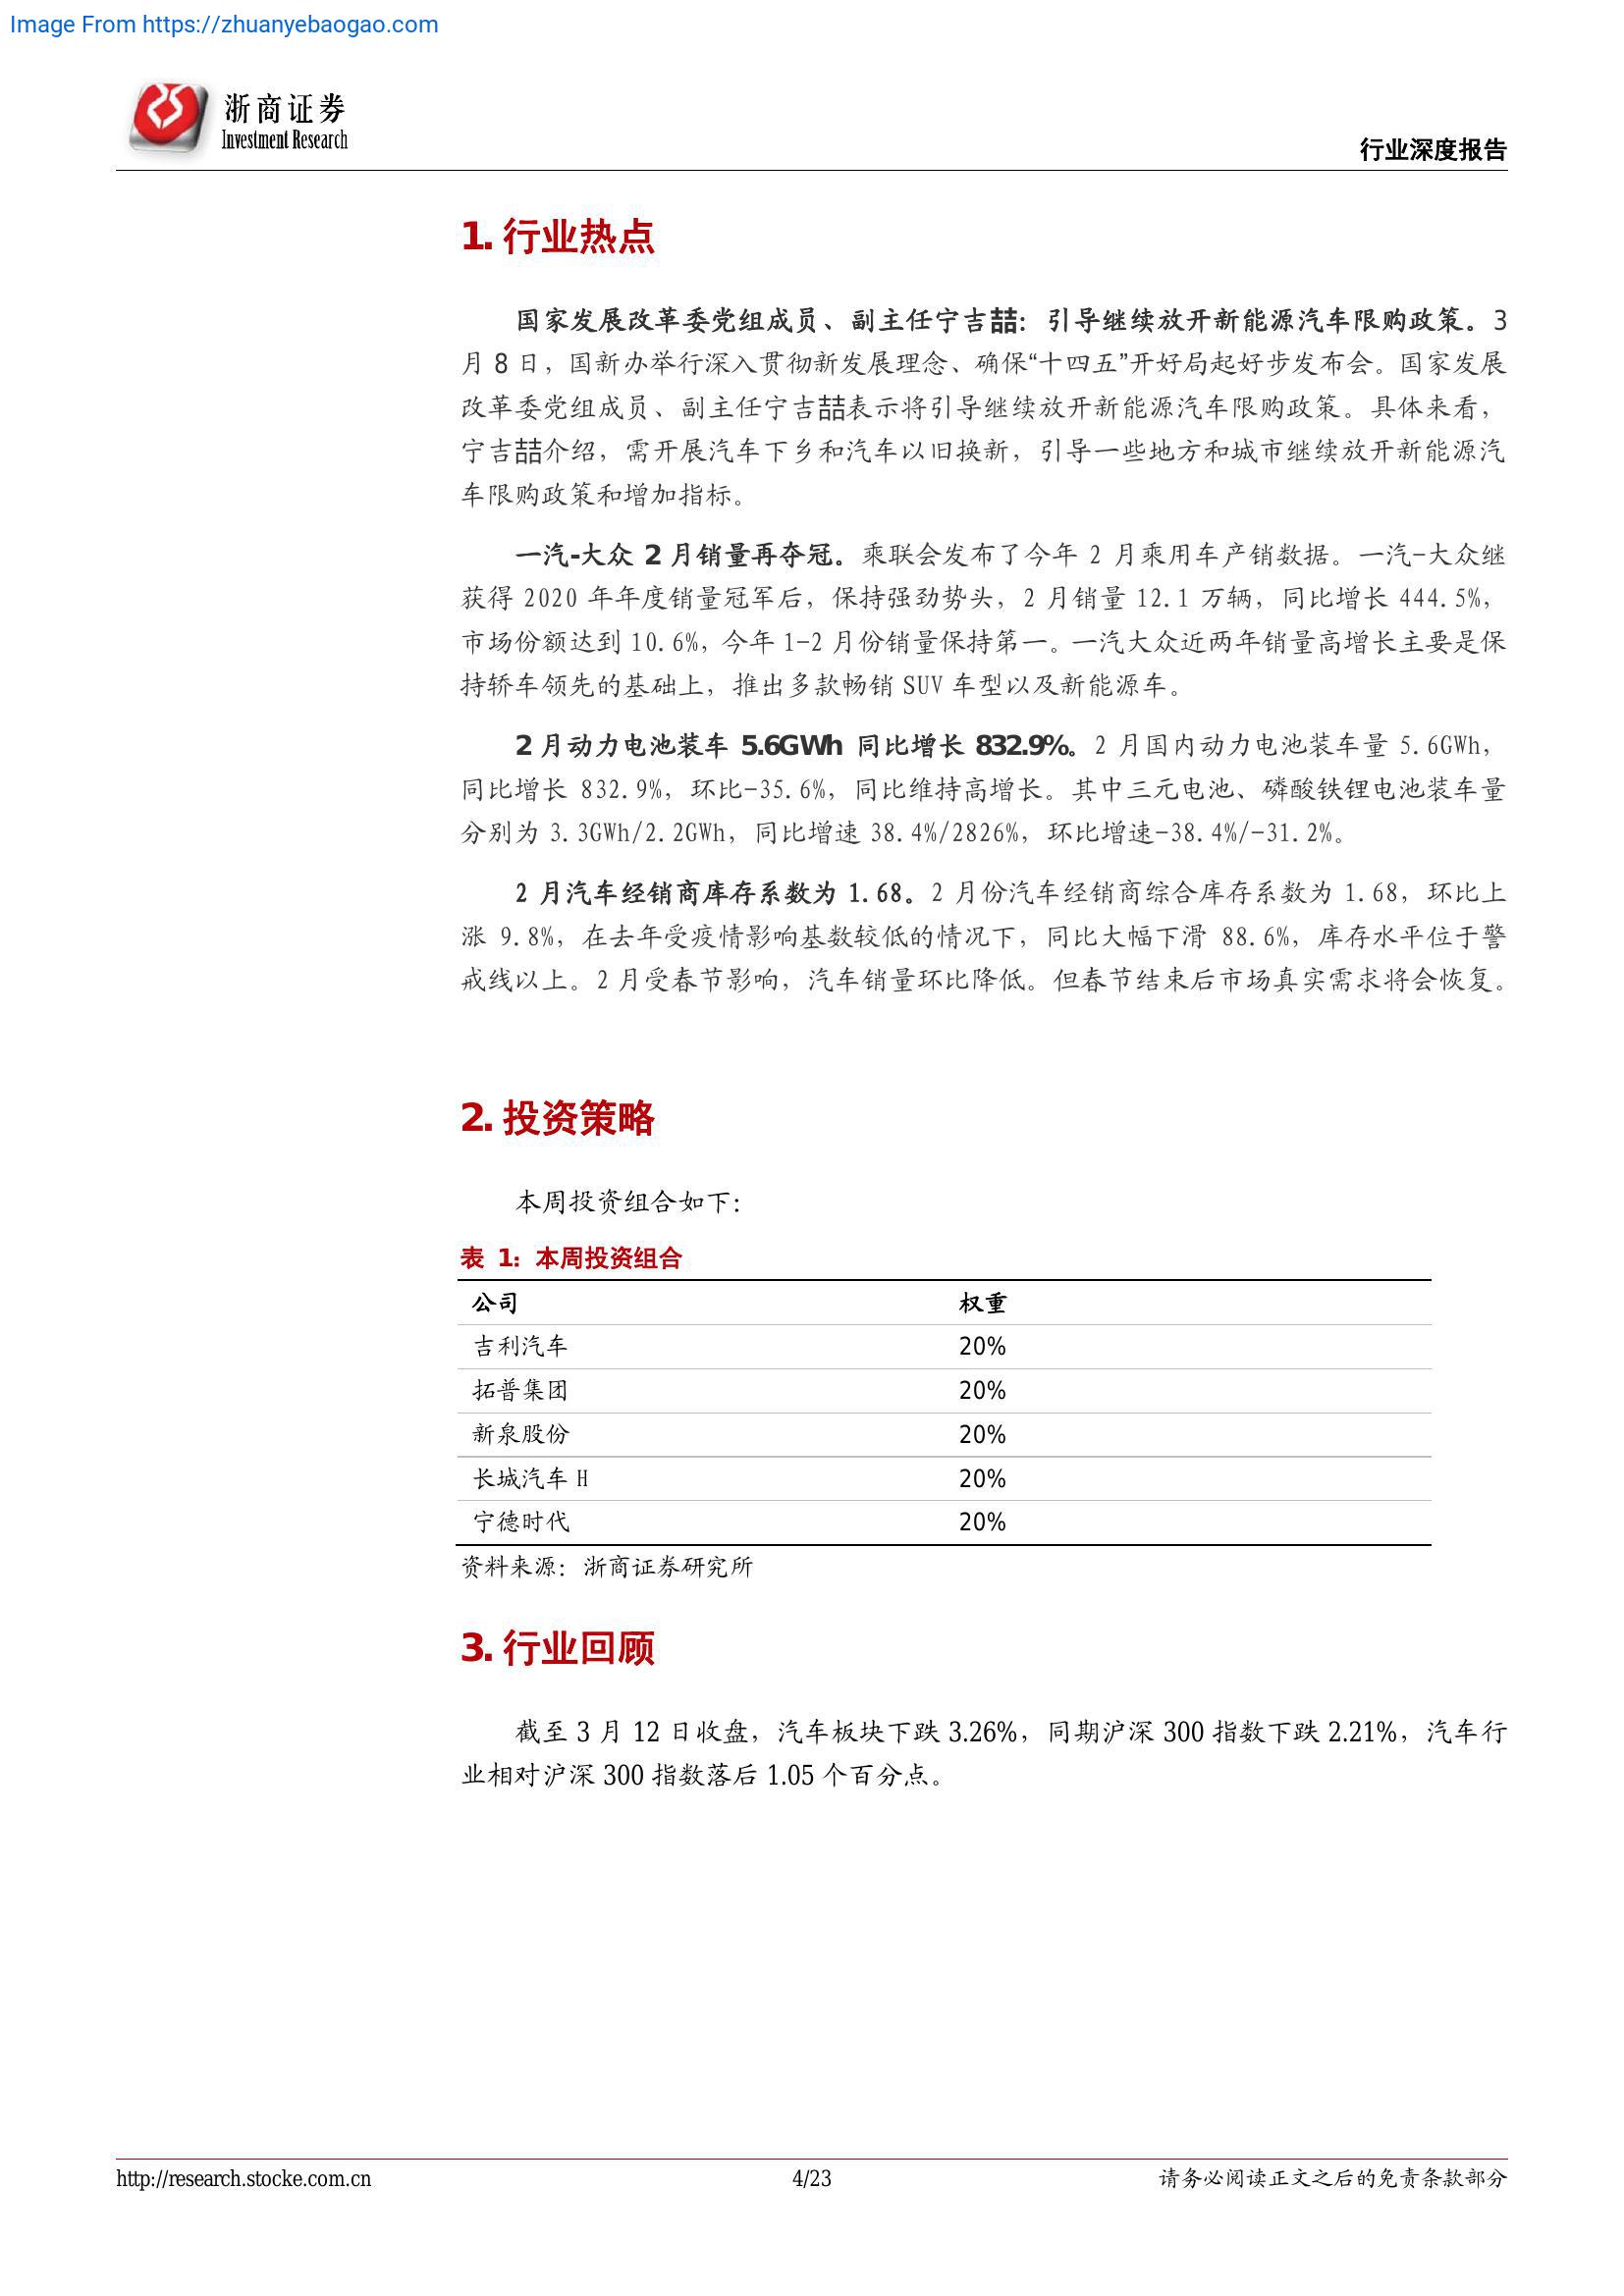 Image From https://zhuanyebaogao.com
浙商证券
Investment Research
行业深度报告
1. 行业热点
国家发展改革委党组成员、副主任宁吉喆：引导继续放开新能源汽车限购政策。3
月 8 日，国新办举行深入贯彻新发展理念、确保“十四五”开好局起好步发布会。国家发展
改革委党组成员、副主任宁吉喆表示将引导继续放开新能源汽车限购政策。具体来看，
宁吉喆介绍，需开展汽车下乡和汽车以旧换新，引导一些地方和城市继续放开新能源汽
车限购政策和增加指标。
一汽-大众 2 月销量再夺冠。乘联会发布了今年 2 月乘用车产销数据。一汽-大众继
获得 2020 年年度销量冠军后，保持强劲势头，2 月销量 12.1 万辆，同比增长 444.5%，
市场份额达到 10.6%，今年 1-2 月份销量保持第一。一汽大众近两年销量高增长主要是保
持轿车领先的基础上，推出多款畅销 SUV 车型以及新能源车。
2 月动力电池装车 5.6GWh 同比增长 832.9%。2 月国内动力电池装车量 5.6GWh，
同比增长 832.9%，环比-35.6%，同比维持高增长。其中三元电池、磷酸铁锂电池装车量
分别为 3.3GWh/2.2GWh，同比增速 38.4%/2826%，环比增速-38.4%/-31.2%。
2 月汽车经销商库存系数为 1.68。2 月份汽车经销商综合库存系数为 1.68，环比上
涨 9.8%，在去年受疫情影响基数较低的情况下，同比大幅下滑 88.6%，库存水平位于警
戒线以上。2 月受春节影响，汽车销量环比降低。但春节结束后市场真实需求将会恢复。
2. 投资策略
本周投资组合如下：
表 1：本周投资组合
公司 权重
吉利汽车 20%
拓普集团 20%
新泉股份 20%
长城汽车 H 20%
宁德时代 20%
资料来源：浙商证券研究所
3. 行业回顾
截至 3 月 12 日收盘，汽车板块下跌 3.26%，同期沪深 300 指数下跌 2.21%，汽车行
业相对沪深 300 指数落后 1.05 个百分点。
http://research.stocke.com.cn 4/23 请务必阅读正文之后的免责条款部分